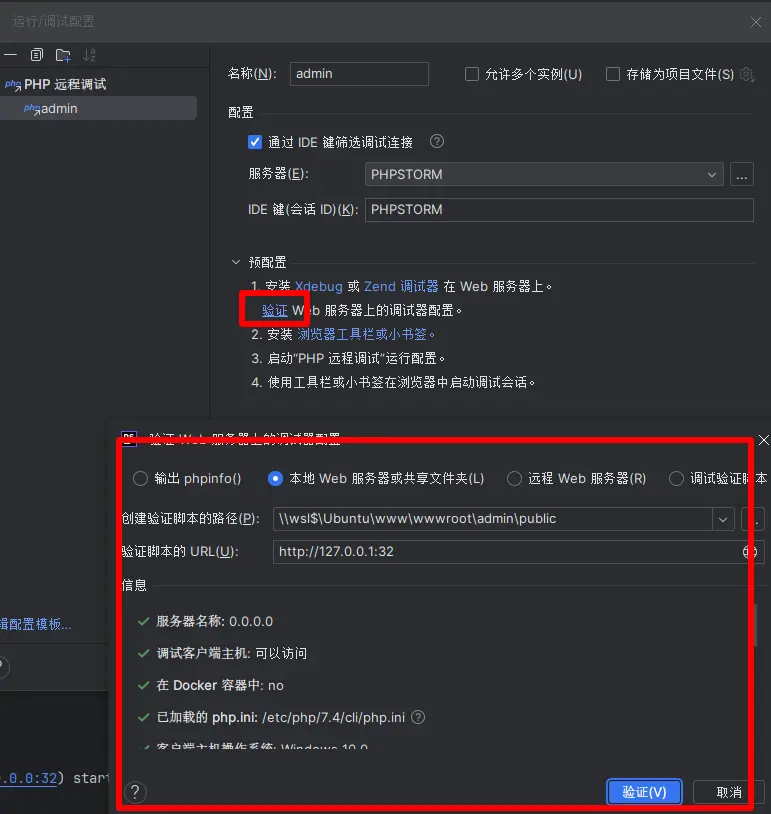 运行/调试配置
名称(N): admin 允许多个实例(U) 存储为项目文件(S)
php PHP 远程调试
php admin
配置
通过 IDE 键筛选调试连接 ?
服务器(E): PHPSTORM ...
IDE 键(会话 ID)(K): PHPSTORM
预配置
1. 安装 Xdebug 或 Zend 调试器 在 Web 服务器上。
验证 Web 服务器上的调试器配置。
2. 安装 浏览器工具栏或小书签。
3. 启动“PHP 远程调试”运行配置。
4. 使用工具栏或小书签在浏览器中启动调试会话。
验证 Web 服务器上的调试器配置
输出 phpinfo() 本地 Web 服务器或共享文件夹(L) 远程 Web 服务器(R) 调试验证脚本
创建验证脚本的路径(P): \\wsl$\Ubuntu\www\wwwroot\admin\public
验证脚本的 URL(U): http://127.0.0.1:32
信息
服务器名称: 0.0.0.0
辑配置模板...
调试客户端主机: 可以访问
在 Docker 容器中: no
已加载的 php.ini: /etc/php/7.4/cli/php.ini ?
客户端主机操作系统: Windows 10.0
.0.0.0:32) start
? 验证(V) 取消